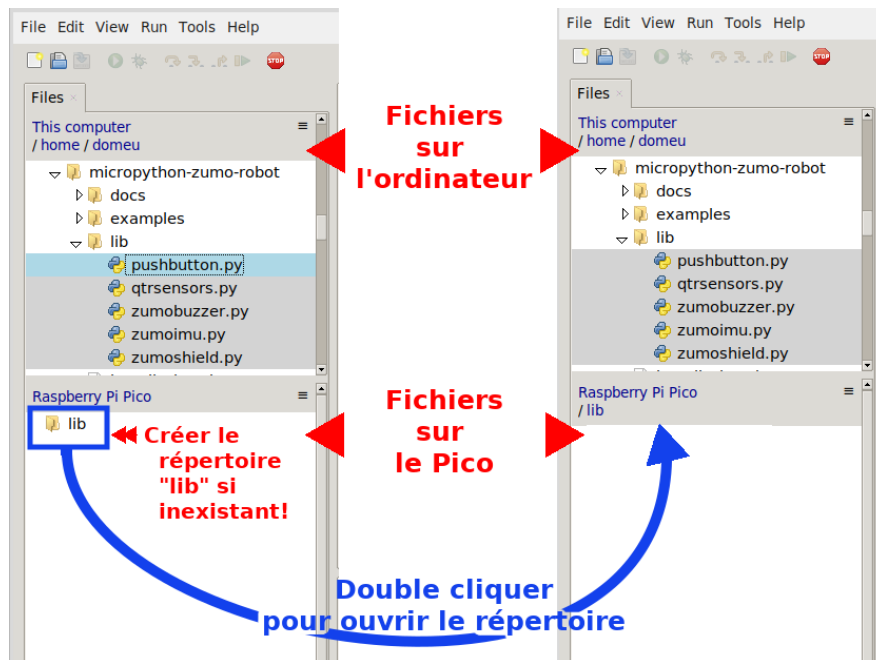 File Edit View Run Tools Help
STOP
Files ×
This computer
/ home / domeu
micropython-zumo-robot
docs
examples
lib
pushbutton.py
qtrsensors.py
zumobuzzer.py
zumoimu.py
zumoshield.py
Raspberry Pi Pico
lib
Créer le
répertoire
"lib" si
inexistant!
Fichiers
sur
l'ordinateur
Fichiers
sur
le Pico
Double cliquer
pour ouvrir le répertoire
File Edit View Run Tools Help
STOP
Files ×
This computer
/ home / domeu
micropython-zumo-robot
docs
examples
lib
pushbutton.py
qtrsensors.py
zumobuzzer.py
zumoimu.py
zumoshield.py
Raspberry Pi Pico
/ lib